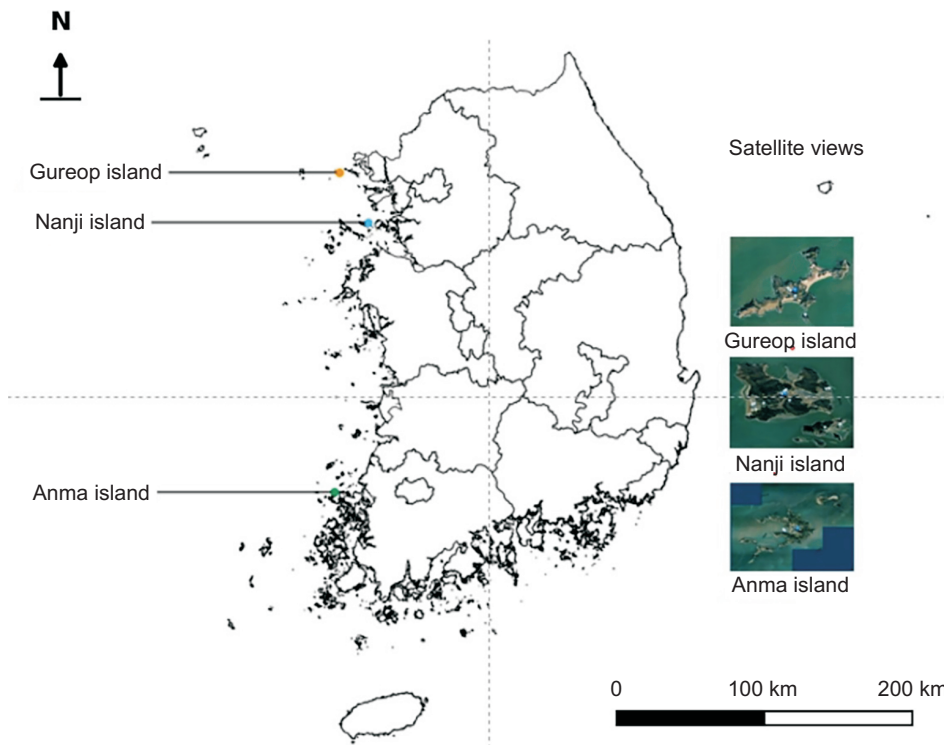 N
Gureop island
Nanji island
Anma island
Satellite views
Gureop island
Nanji island
Anma island
0 100 km 200 km